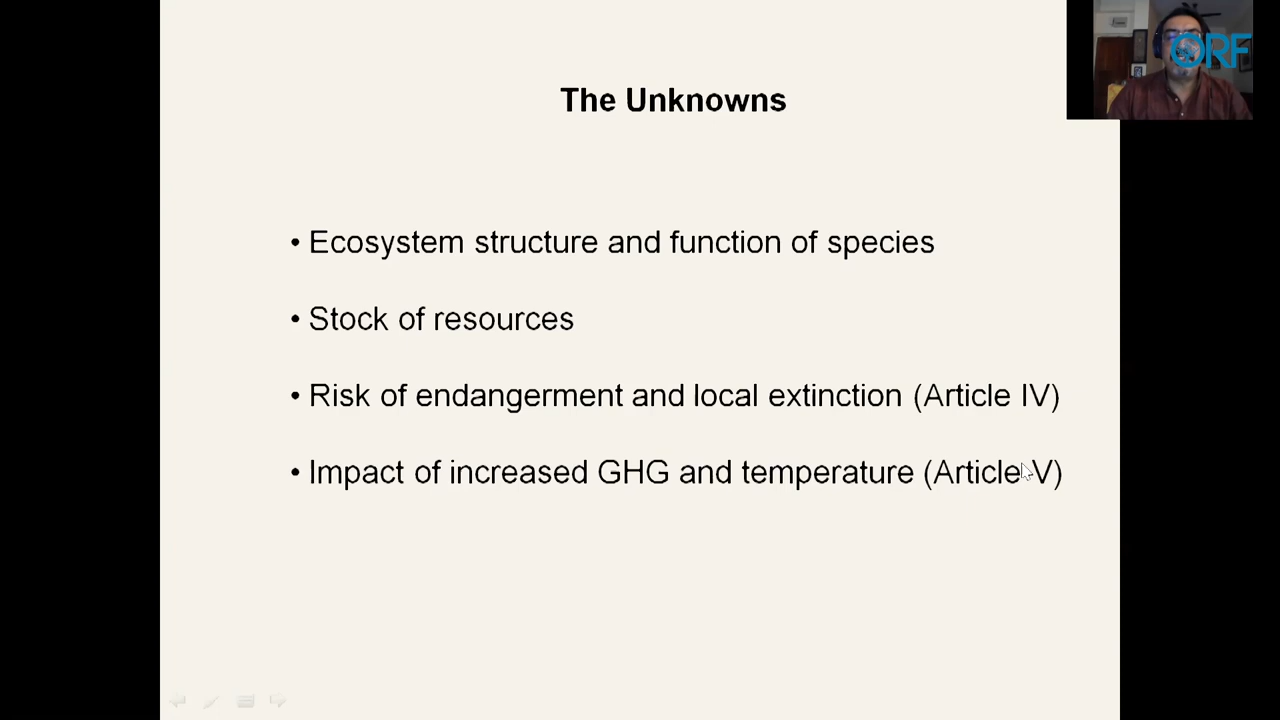 ORF
The Unknowns
• Ecosystem structure and function of species
• Stock of resources
• Risk of endangerment and local extinction (Article IV)
• Impact of increased GHG and temperature (Article V)